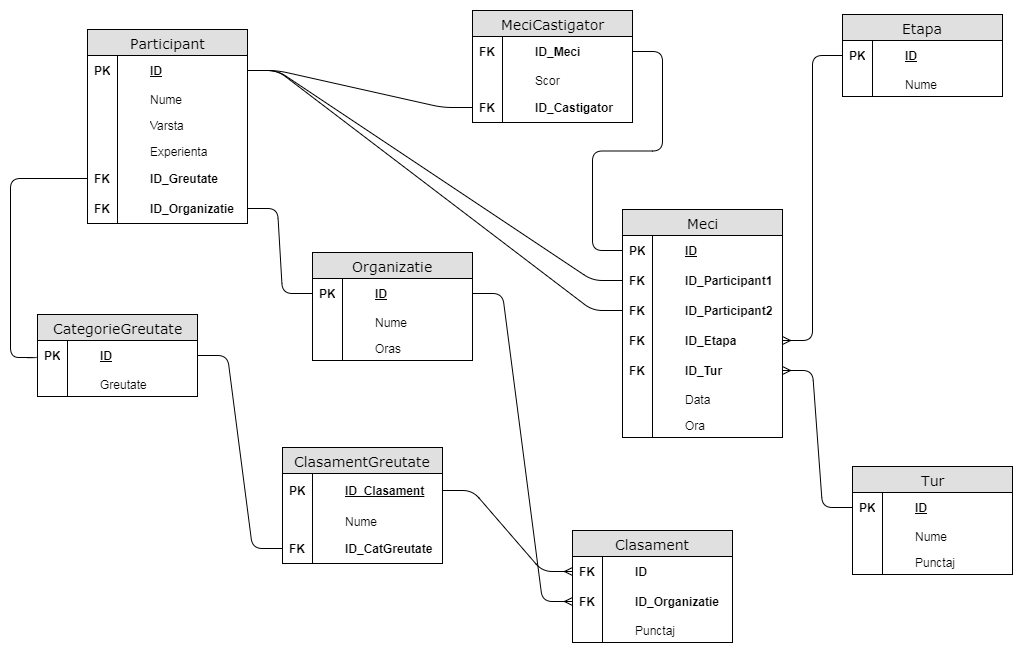 Participant
PK ID
Nume
Varsta
Experienta
FK ID_Greutate
FK ID_Organizatie
MeciCastigator
FK ID_Meci
Scor
FK ID_Castigator
Etapa
PK ID
Nume
Meci
PK ID
FK ID_Participant1
FK ID_Participant2
FK ID_Etapa
FK ID_Tur
Data
Ora
Organizatie
PK ID
Nume
Oras
CategorieGreutate
PK ID
Greutate
ClasamentGreutate
PK ID_Clasament
Nume
FK ID_CatGreutate
Clasament
FK ID
FK ID_Organizatie
Punctaj
Tur
PK ID
Nume
Punctaj